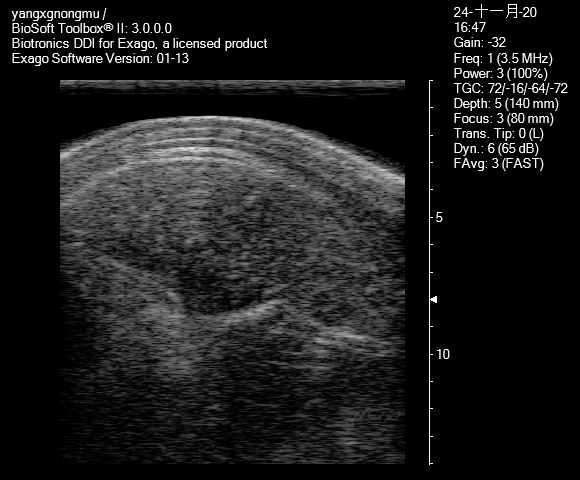 yangxgnongmu /
BioSoft Toolbox® II: 3.0.0.0
Biotronics DDI for Exago, a licensed product
Exago Software Version: 01-13
24-十一月-20
16:47
Gain: -32
Freq: 1 (3.5 MHz)
Power: 3 (100%)
TGC: 72/-16/-64/-72
Depth: 5 (140 mm)
Focus: 3 (80 mm)
Trans. Tip: 0 (L)
Dyn.: 6 (65 dB)
FAvg: 3 (FAST)
5
10